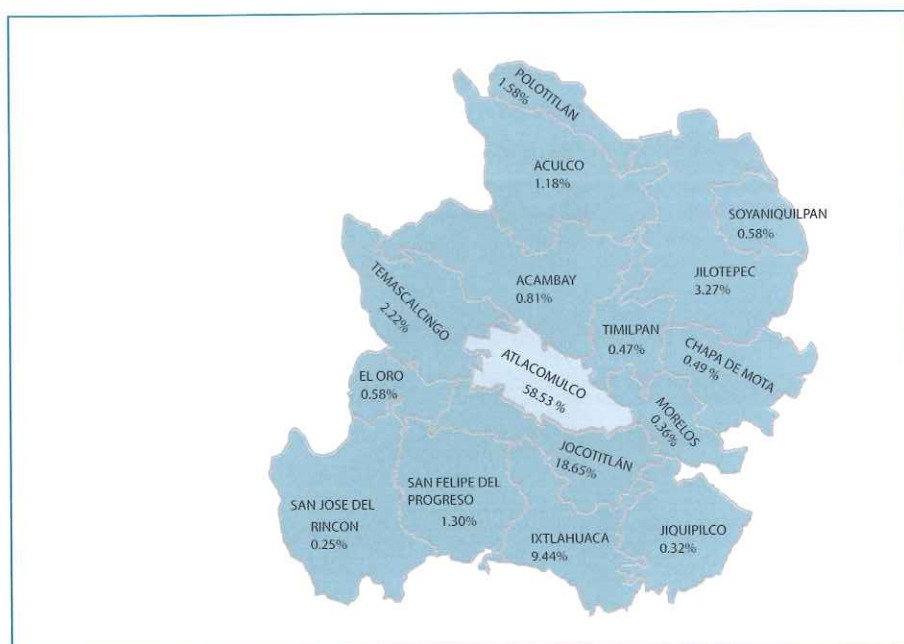 POLOTITLÁN
1.58%
ACULCO
1.18%
SOYANIQUILPAN
0.58%
JILOTEPEC
3.27%
ACAMBAY
0.81%
TEMASCALCINGO
2.22%
TIMILPAN
0.47%
CHAPA DE MOTA
0.49 %
ATLACOMULCO
58.53 %
EL ORO
0.58%
MORELOS
0.36%
JOCOTITLÁN
18.65%
SAN FELIPE DEL
PROGRESO
1.30%
SAN JOSE DEL
RINCON
0.25%
IXTLAHUACA
9.44%
JIQUIPILCO
0.32%